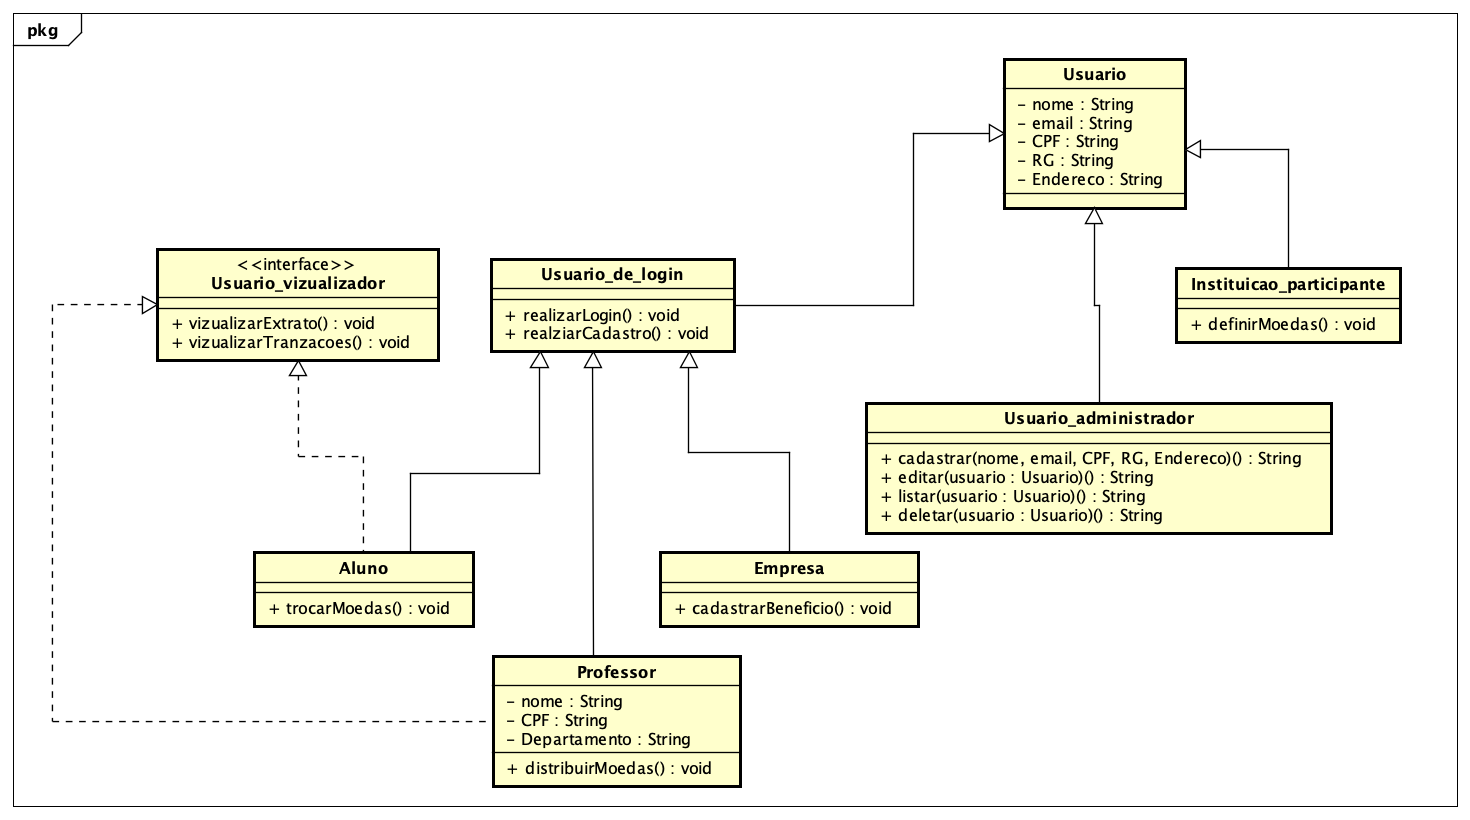 pkg
Usuario
- nome : String
- email : String
- CPF : String
- RG : String
- Endereco : String
<<interface>>
Usuario_vizualizador
+ vizualizarExtrato() : void
+ vizualizarTranzacoes() : void
Usuario_de_login
+ realizarLogin() : void
+ realziarCadastro() : void
Instituicao_participante
+ definirMoedas() : void
Usuario_administrador
+ cadastrar(nome, email, CPF, RG, Endereco)() : String
+ editar(usuario : Usuario)() : String
+ listar(usuario : Usuario)() : String
+ deletar(usuario : Usuario)() : String
Aluno
+ trocarMoedas() : void
Empresa
+ cadastrarBeneficio() : void
Professor
- nome : String
- CPF : String
- Departamento : String
+ distribuirMoedas() : void